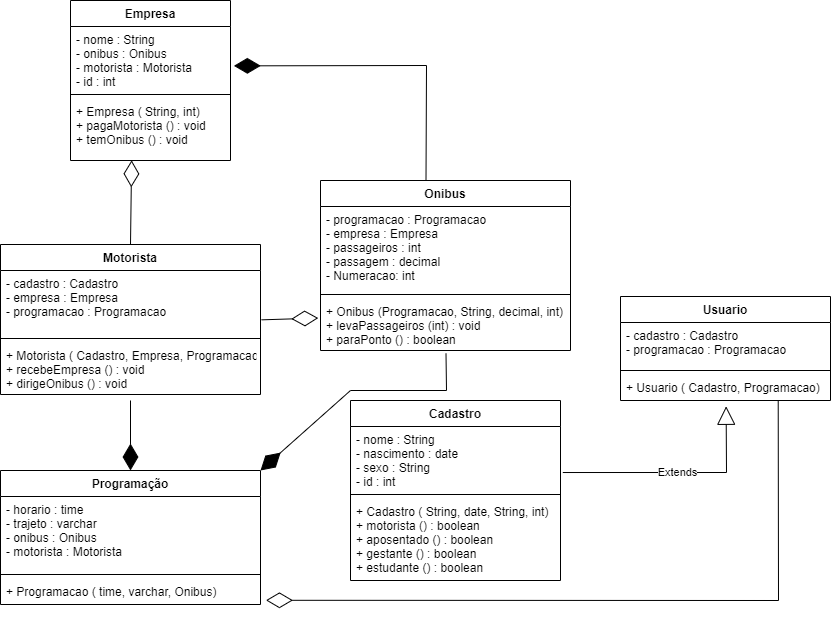 Empresa
- nome : String
- onibus : Onibus
- motorista : Motorista
- id : int
+ Empresa ( String, int)
+ pagaMotorista () : void
+ temOnibus () : void
Onibus
- programacao : Programacao
- empresa : Empresa
- passageiros : int
- passagem : decimal
- Numeracao: int
+ Onibus (Programacao, String, decimal, int)
+ levaPassageiros (int) : void
+ paraPonto () : boolean
Motorista
- cadastro : Cadastro
- empresa : Empresa
- programacao : Programacao
+ Motorista ( Cadastro, Empresa, Programacao
+ recebeEmpresa () : void
+ dirigeOnibus () : void
Usuario
- cadastro : Cadastro
- programacao : Programacao
+ Usuario ( Cadastro, Programacao)
Cadastro
- nome : String
- nascimento : date
- sexo : String
- id : int
+ Cadastro ( String, date, String, int)
+ motorista () : boolean
+ aposentado () : boolean
+ gestante () : boolean
+ estudante () : boolean
Extends
Programação
- horario : time
- trajeto : varchar
- onibus : Onibus
- motorista : Motorista
+ Programacao ( time, varchar, Onibus)